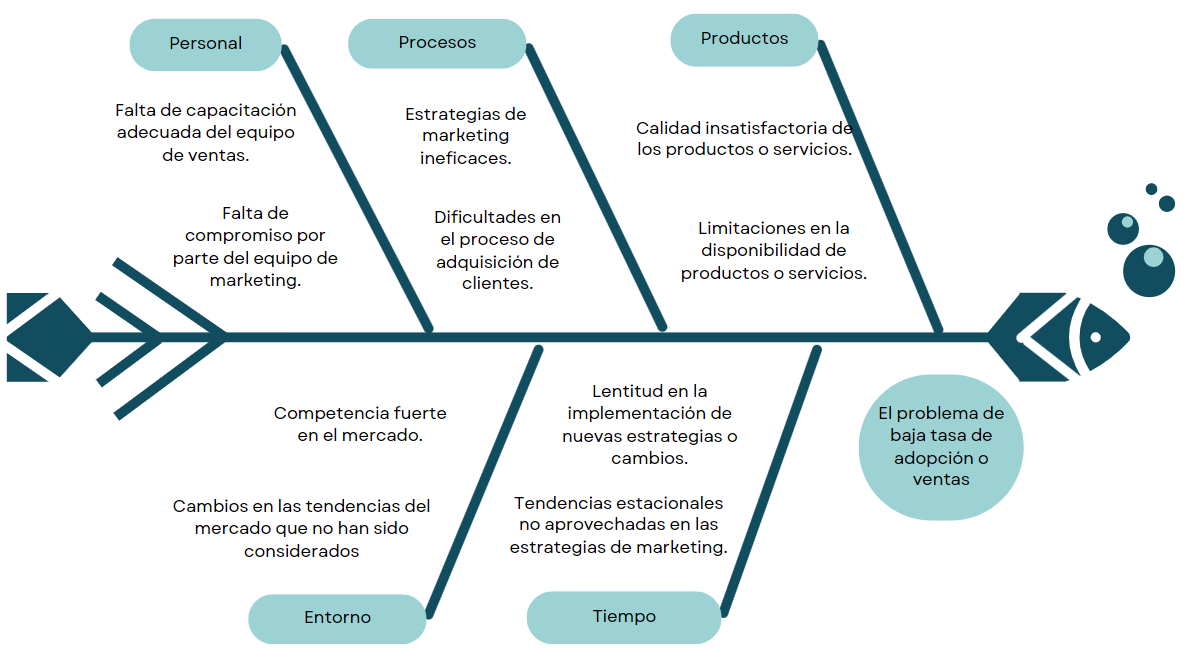 Personal
Procesos
Productos
Falta de capacitación
adecuada del equipo
de ventas.
Estrategias de
marketing
ineficaces.
Calidad insatisfactoria de
los productos o servicios.
Falta de
compromiso por
parte del equipo de
marketing.
Dificultades en
el proceso de
adquisición de
clientes.
Limitaciones en la
disponibilidad de
productos o servicios.
Competencia fuerte
en el mercado.
Lentitud en la
implementación de
nuevas estrategias o
cambios.
El problema de
baja tasa de
adopción o
ventas
Cambios en las tendencias del
mercado que no han sido
considerados
Tendencias estacionales
no aprovechadas en las
estrategias de marketing.
Entorno
Tiempo